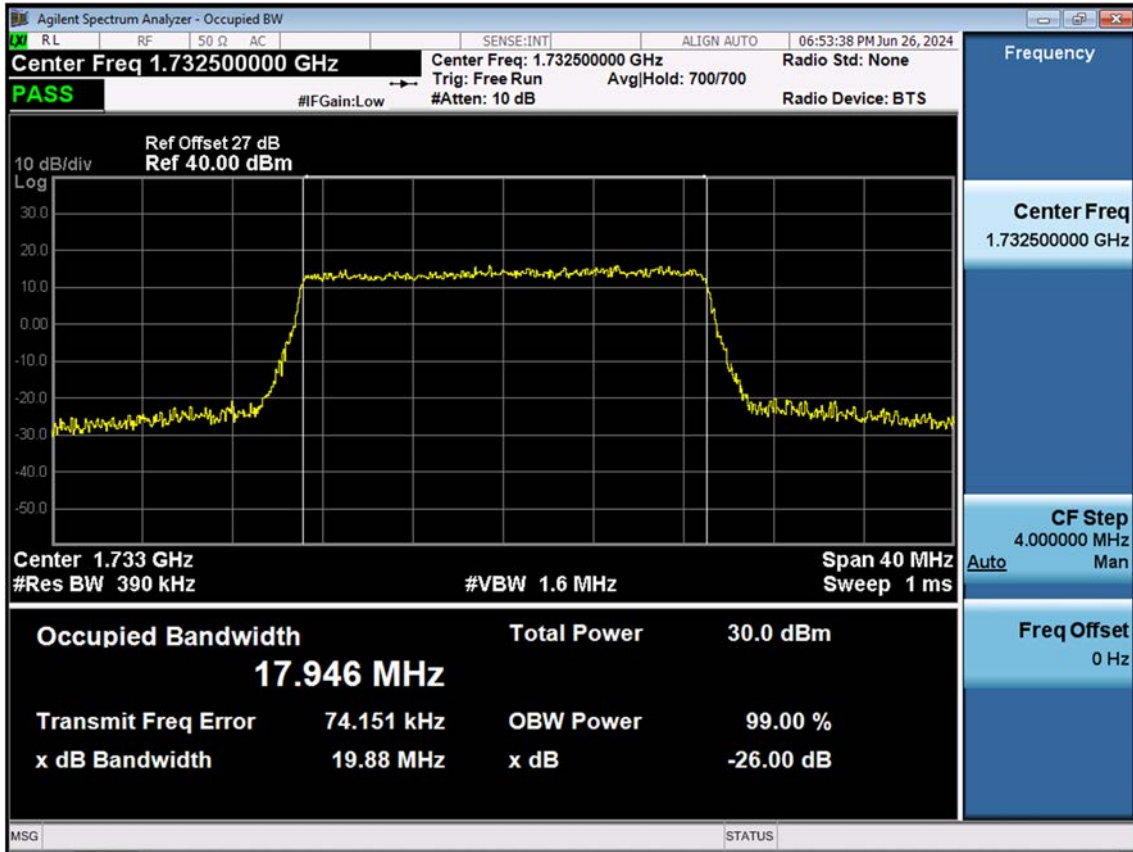 Agilent Spectrum Analyzer - Occupied BW
LXI RL RF 50 Ω AC SENSE:INT ALIGN AUTO 06:53:38 PM Jun 26, 2024
Center Freq 1.732500000 GHz
PASS
#IFGain:Low
Center Freq: 1.732500000 GHz
Trig: Free Run Avg|Hold: 700/700
#Atten: 10 dB
Radio Std: None
Radio Device: BTS
Ref Offset 27 dB
10 dB/div Ref 40.00 dBm
Log
30.0
20.0
10.0
0.00
-10.0
-20.0
-30.0
-40.0
-50.0
Center 1.733 GHz Span 40 MHz
#Res BW 390 kHz #VBW 1.6 MHz Sweep 1 ms
Occupied Bandwidth Total Power 30.0 dBm
17.946 MHz
Transmit Freq Error 74.151 kHz OBW Power 99.00 %
x dB Bandwidth 19.88 MHz x dB -26.00 dB
MSG STATUS
Frequency
Center Freq
1.732500000 GHz
CF Step
4.000000 MHz
Auto Man
Freq Offset
0 Hz